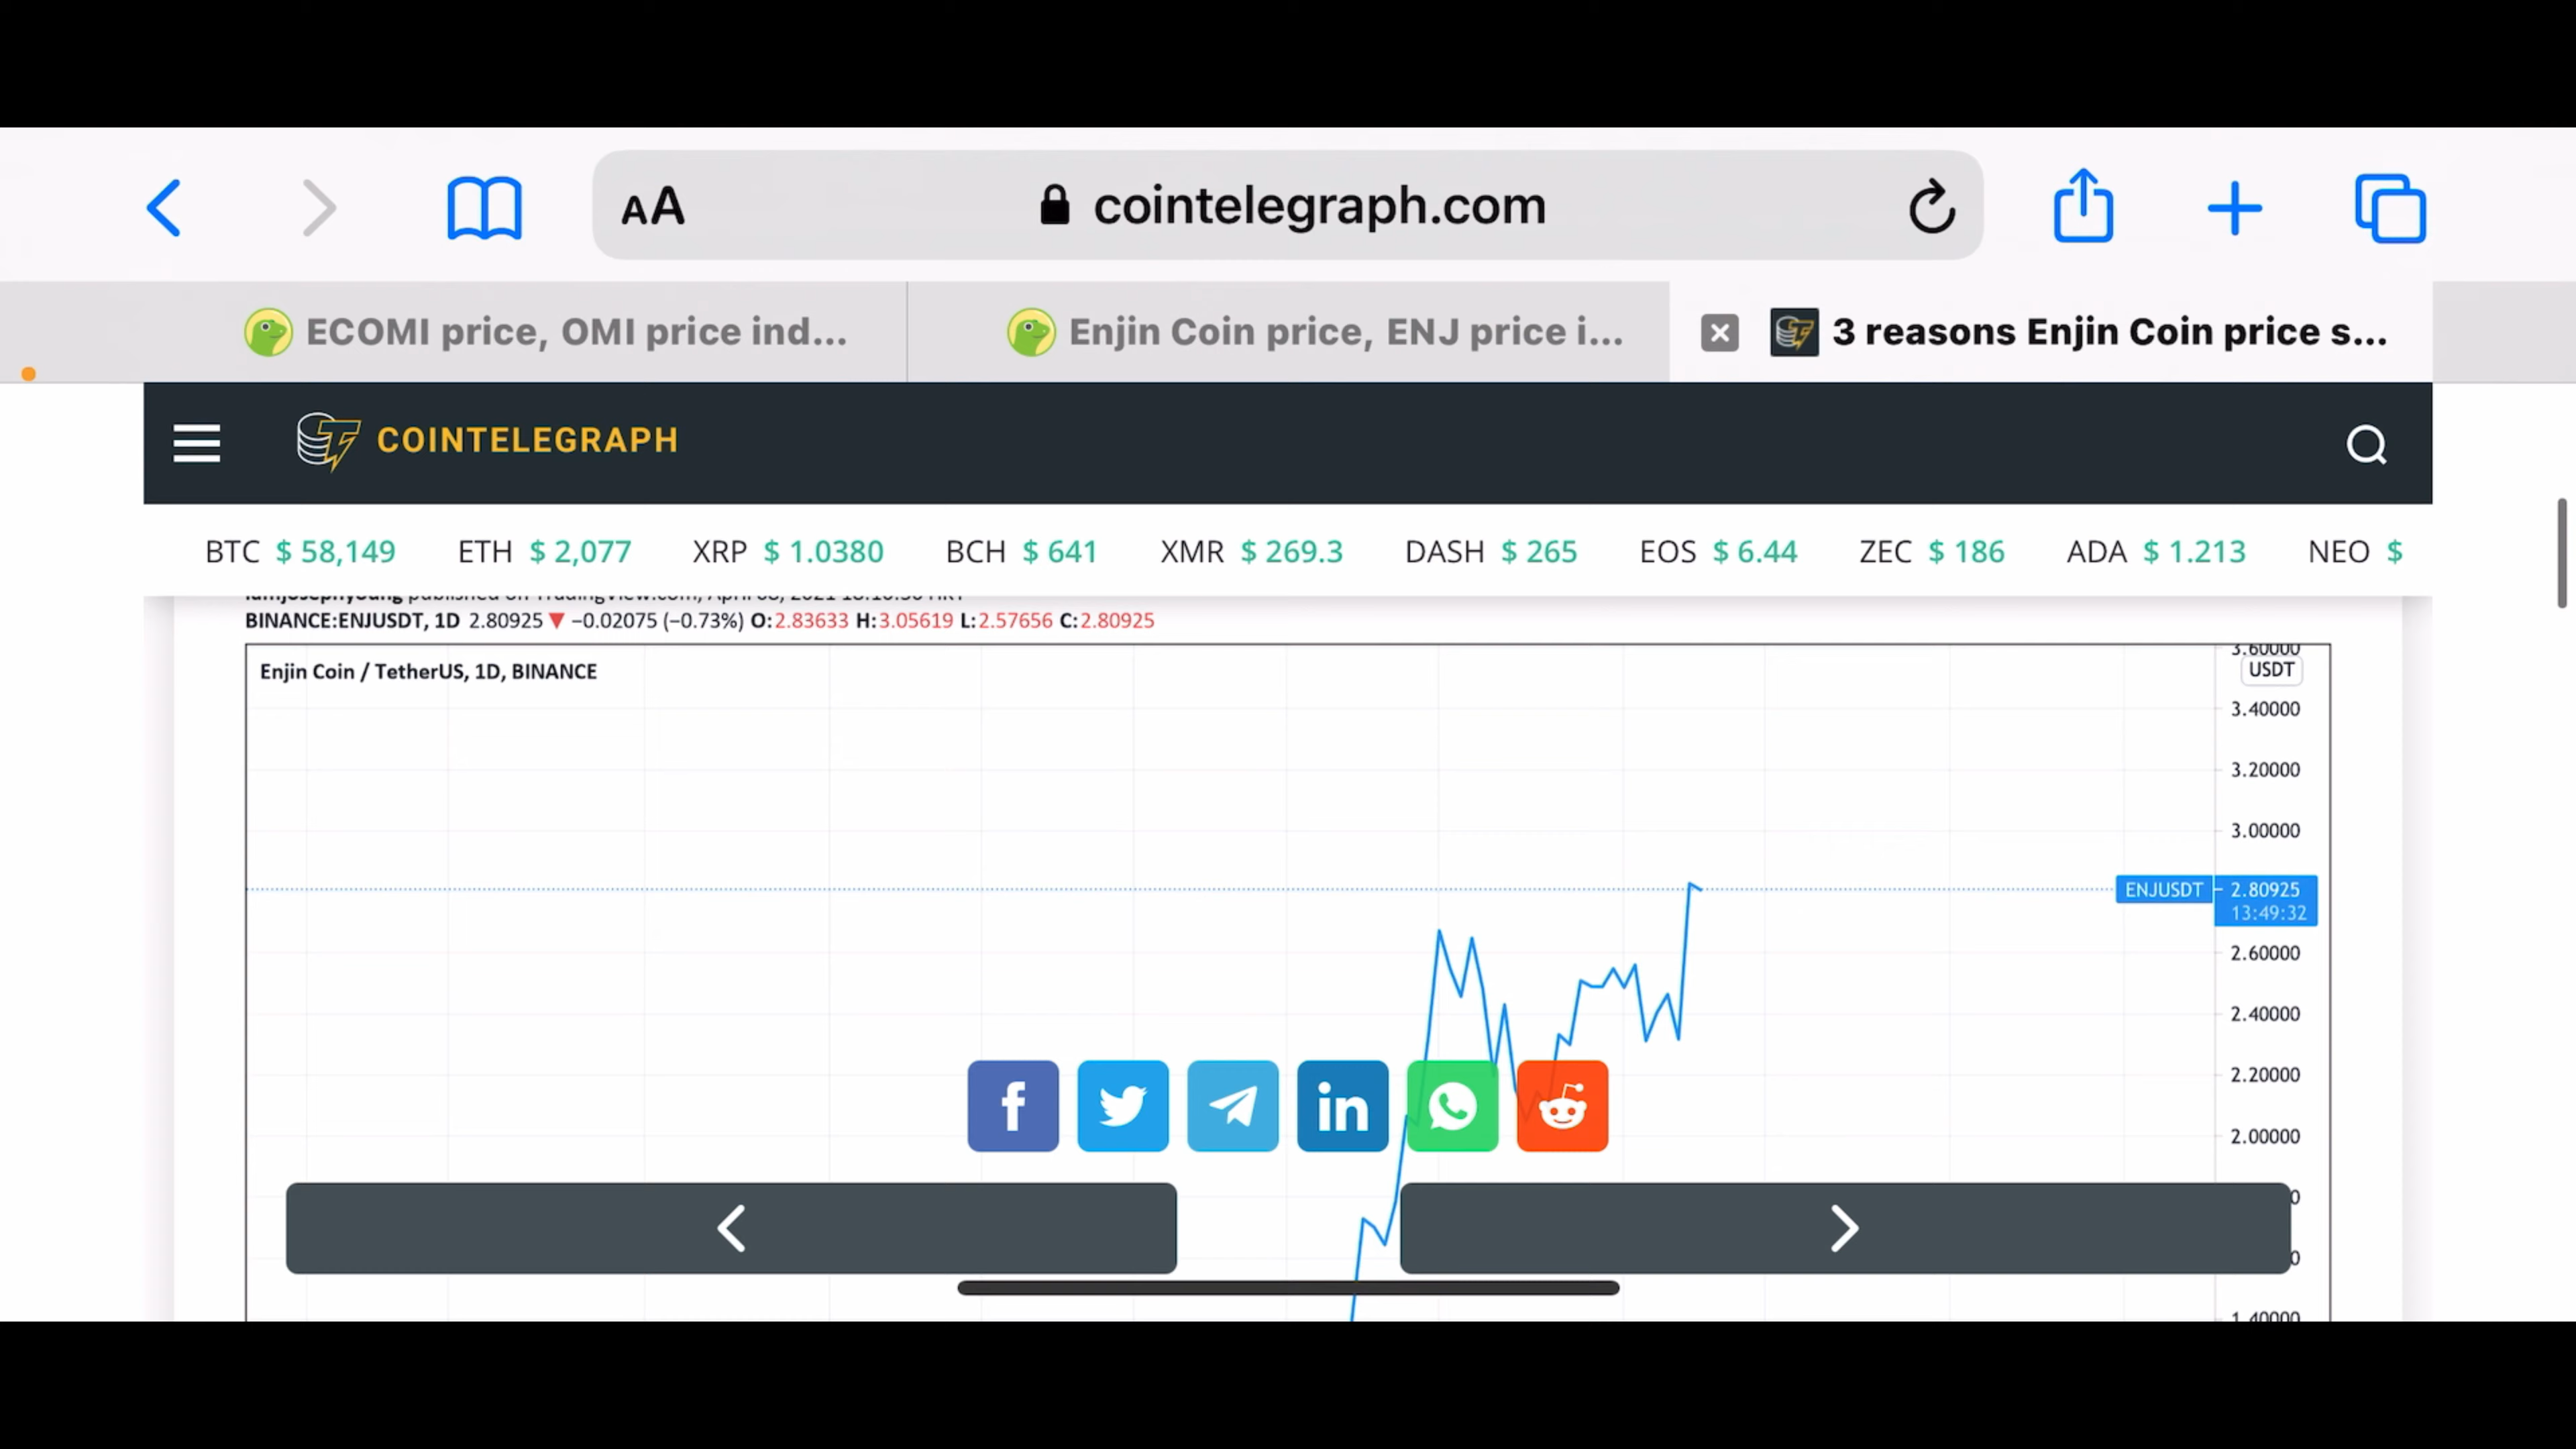 AA cointelegraph.com
ECOMI price, OMI price ind...
Enjin Coin price, ENJ price i...
3 reasons Enjin Coin price s...
COINTELEGRAPH
BTC $ 58,149 ETH $ 2,077 XRP $ 1.0380 BCH $ 641 XMR $ 269.3 DASH $ 265 EOS $ 6.44 ZEC $ 186 ADA $ 1.213 NEO $
BINANCE:ENJUSDT, 1D 2.80925 ▼ −0.02075 (−0.73%) O:2.83633 H:3.05619 L:2.57656 C:2.80925
Enjin Coin / TetherUS, 1D, BINANCE
3.60000
USDT
3.40000
3.20000
3.00000
ENJUSDT 2.80925
13:49:32
2.60000
2.40000
2.20000
2.00000
1.40000